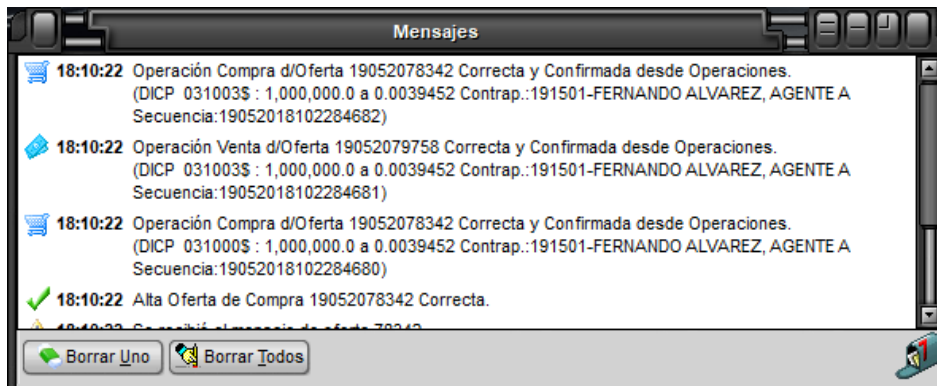 Mensajes
18:10:22 Operación Compra d/Oferta 19052078342 Correcta y Confirmada desde Operaciones.
(DICP 031003$ : 1,000,000.0 a 0.0039452 Contrap.:191501-FERNANDO ALVAREZ, AGENTE A
Secuencia:19052018102284682)
18:10:22 Operación Venta d/Oferta 19052079758 Correcta y Confirmada desde Operaciones.
(DICP 031003$ : 1,000,000.0 a 0.0039452 Contrap.:191501-FERNANDO ALVAREZ, AGENTE A
Secuencia:19052018102284681)
18:10:22 Operación Compra d/Oferta 19052078342 Correcta y Confirmada desde Operaciones.
(DICP 031000$ : 1,000,000.0 a 0.0039452 Contrap.:191501-FERNANDO ALVAREZ, AGENTE A
Secuencia:19052018102284680)
18:10:22 Alta Oferta de Compra 19052078342 Correcta.
Borrar Uno Borrar Todos